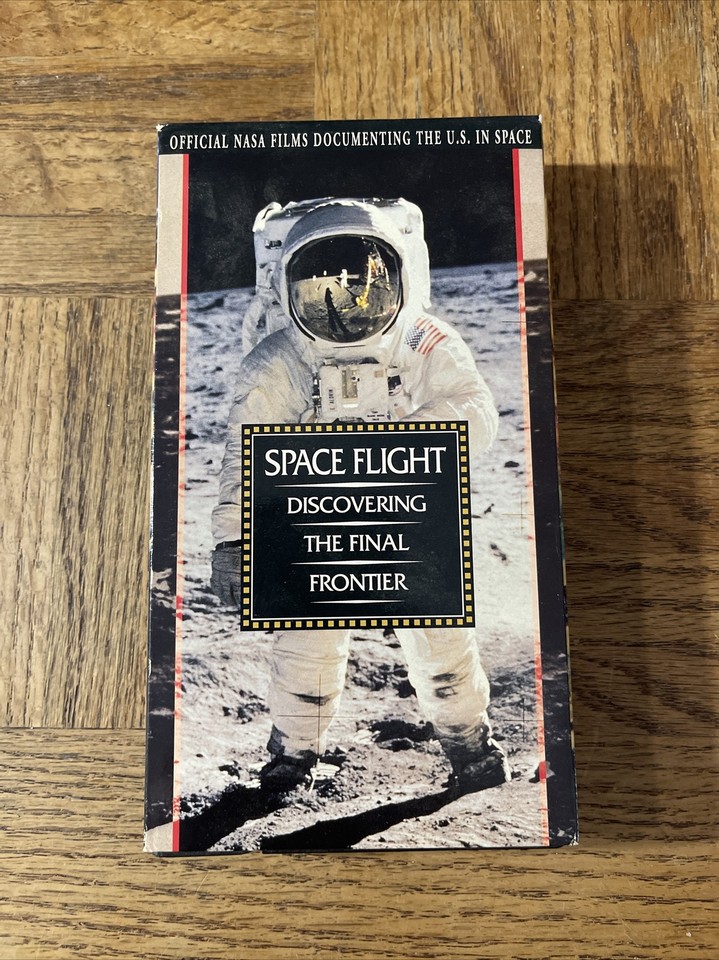 OFFICIAL NASA FILMS DOCUMENTING THE U.S. IN SPACE
SPACE FLIGHT
DISCOVERING
THE FINAL
FRONTIER